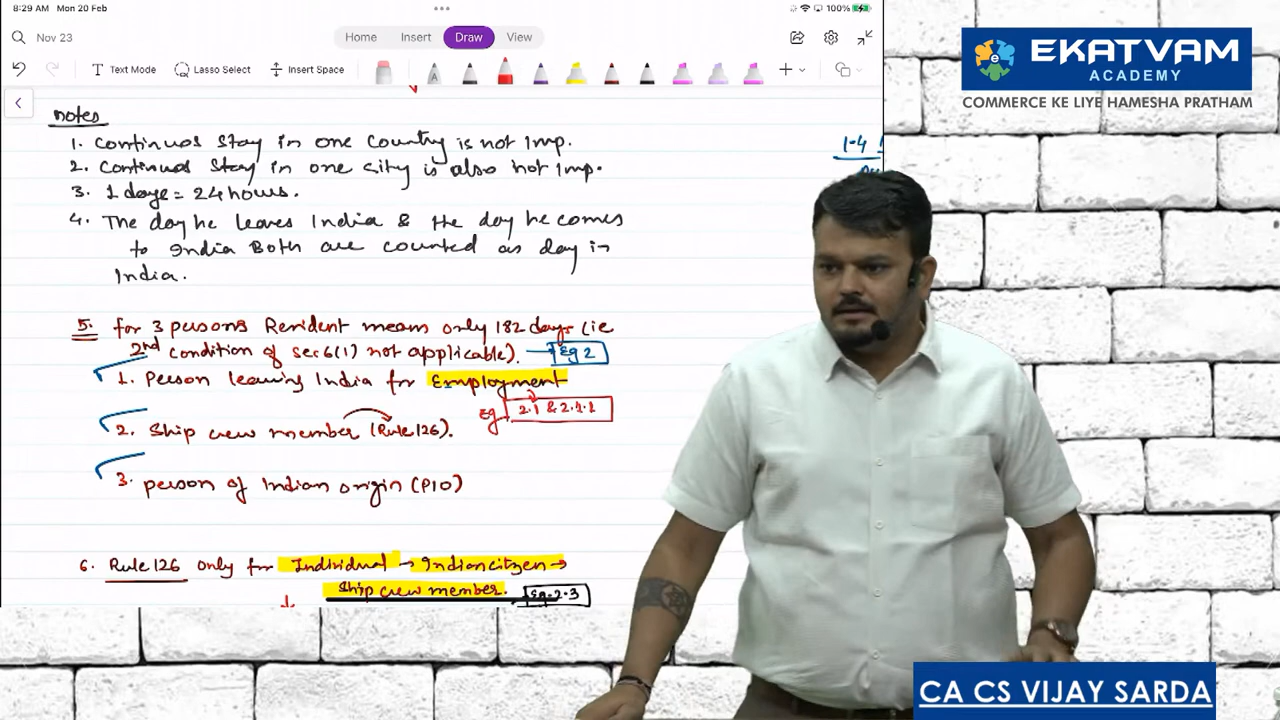 8:29 AM Mon 20 Feb
100%
Nov 23
Home Insert Draw View
Text Mode Lasso Select Insert Space
EKATVAM
ACADEMY
COMMERCE KE LIYE HAMESHA PRATHAM
Notes
1. Continuos stay in one country is not imp.
2. Continuos stay in one city is also not imp.
3. 1 daye = 24 hours.
4. The day he leaves India & the day he comes
to India Both are counted as day in
India.
1-4
5. for 3 persons Resident means only 182 days (ie
2nd condition of sec 6(1) not applicable). → Eg 2
1. Person leaving India for Employment
Eg 2.1 & 2.1.1
2. Ship crew member (Rule 126).
3. person of Indian origin (PIO)
6. Rule 126 only for Individual → Indian citizen →
Ship crew member. Eg. 2.3
CA CS VIJAY SARDA